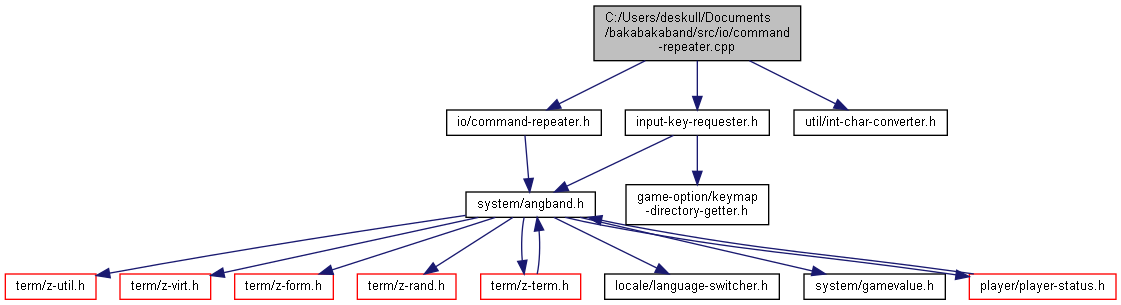 C:/Users/deskull/Documents
/bakabakaband/src/io/command
-repeater.cpp
io/command-repeater.h
input-key-requester.h
util/int-char-converter.h
system/angband.h
game-option/keymap
-directory-getter.h
term/z-util.h
term/z-virt.h
term/z-form.h
term/z-rand.h
term/z-term.h
locale/language-switcher.h
system/gamevalue.h
player/player-status.h